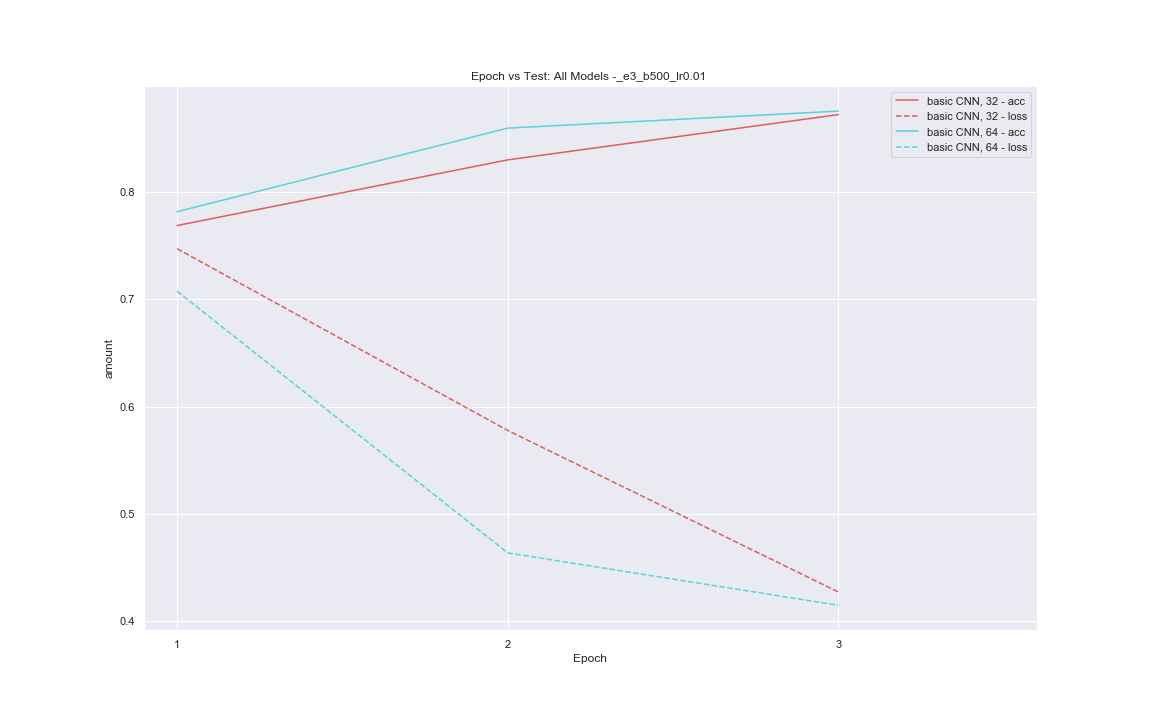 Epoch vs Test: All Models -_e3_b500_lr0.01
basic CNN, 32 - acc
basic CNN, 32 - loss
basic CNN, 64 - acc
basic CNN, 64 - loss
0.8
0.7
0.6
0.5
0.4
amount
1
2
3
Epoch